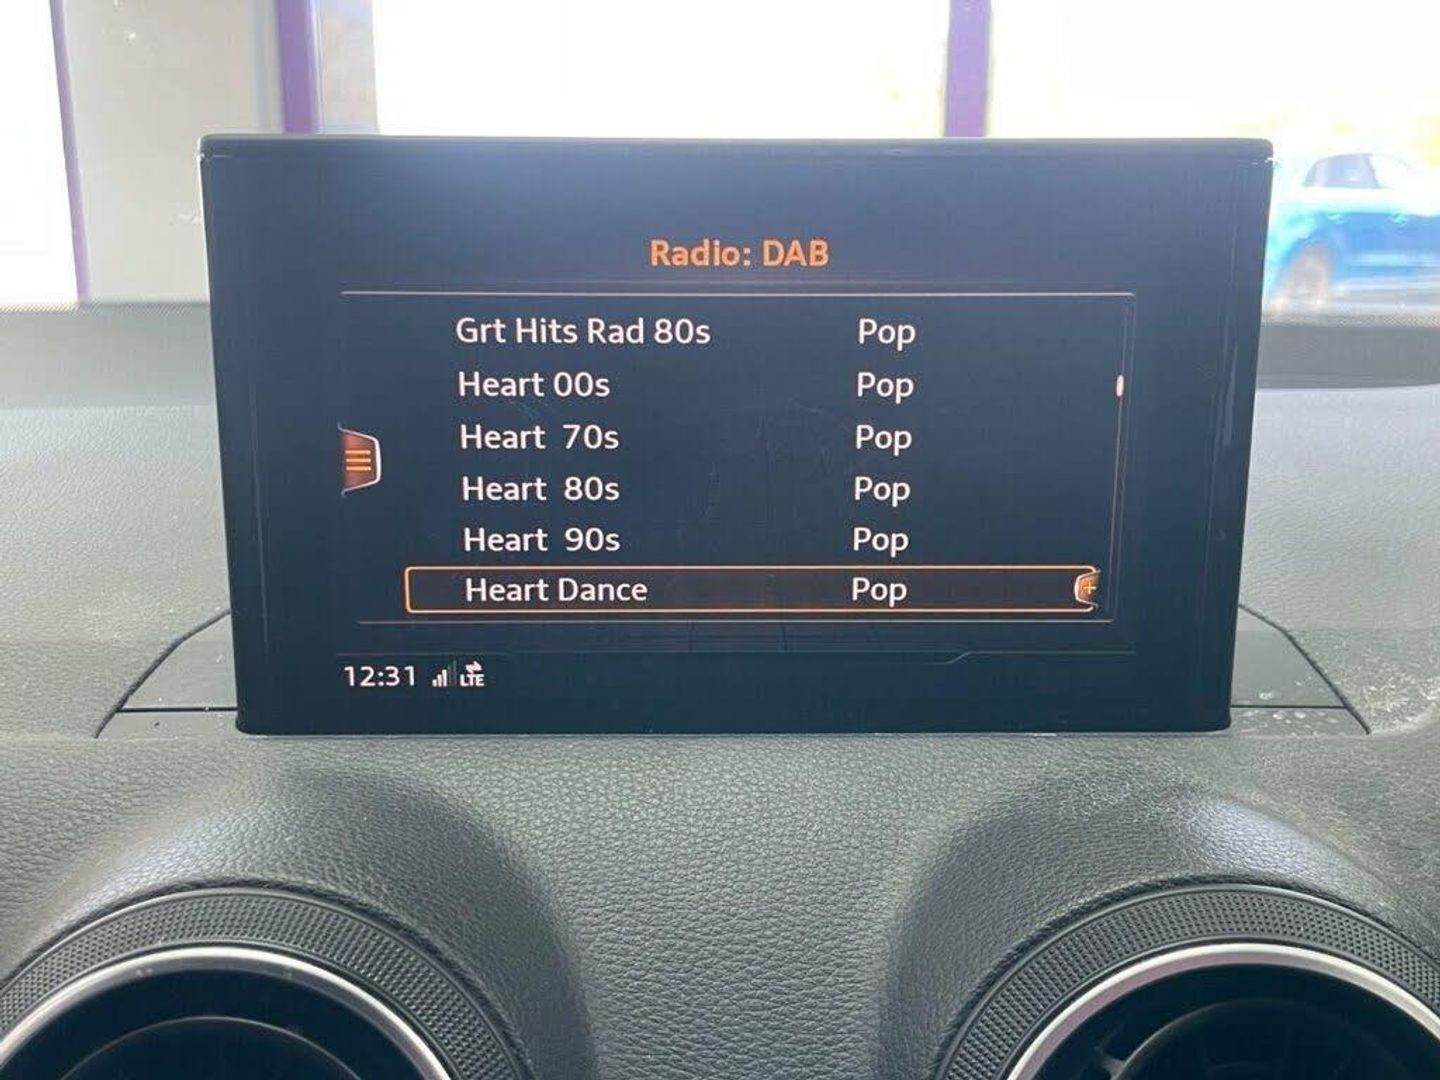 Radio: DAB
Grt Hits Rad 80s Pop
Heart 00s Pop
Heart 70s Pop
Heart 80s Pop
Heart 90s Pop
Heart Dance Pop
12:31 LTE